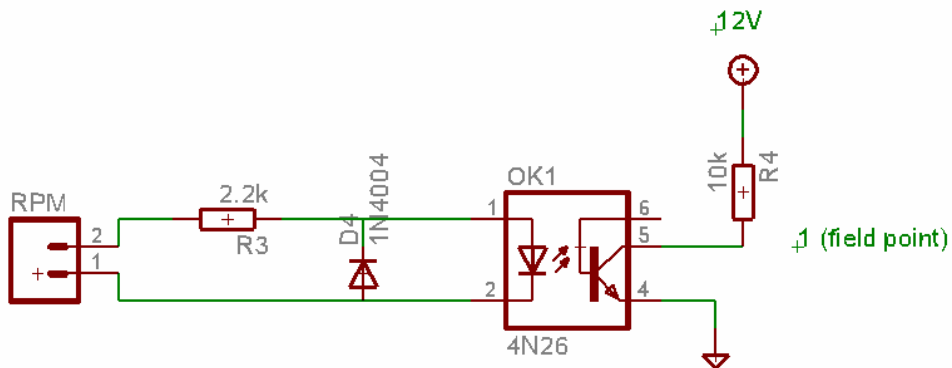 +12V
10k
R4
1 (field point)
RPM
2
1
+
2.2k
R3
D4
1N4004
OK1
1
2
6
5
4
4N26